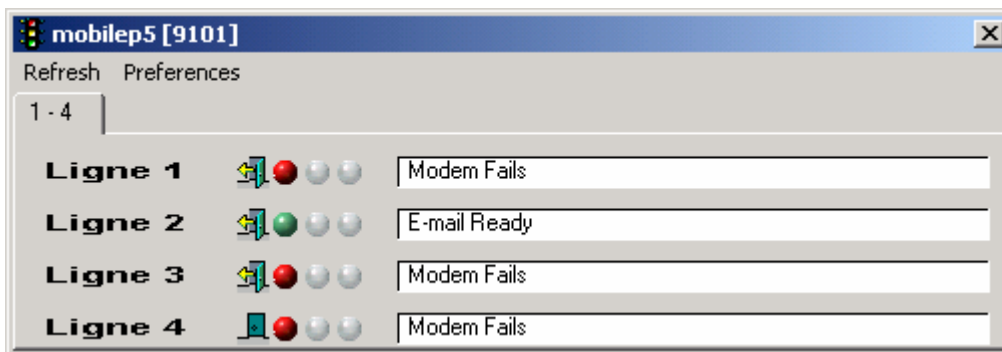 mobilep5 [9101]
Refresh Preferences
1 - 4
Ligne 1 Modem Fails
Ligne 2 E-mail Ready
Ligne 3 Modem Fails
Ligne 4 Modem Fails